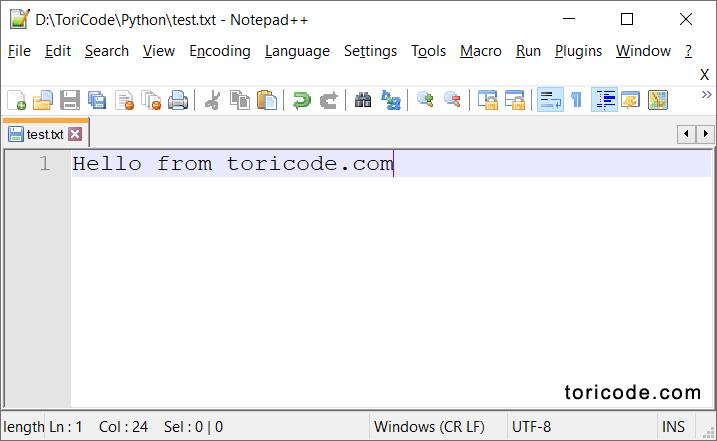 D:\ToriCode\Python\test.txt - Notepad++
File Edit Search View Encoding Language Settings Tools Macro Run Plugins Window ?
X
test.txt
1 Hello from toricode.com
toricode.com
length Ln : 1 Col : 24 Sel : 0 | 0 Windows (CR LF) UTF-8 INS